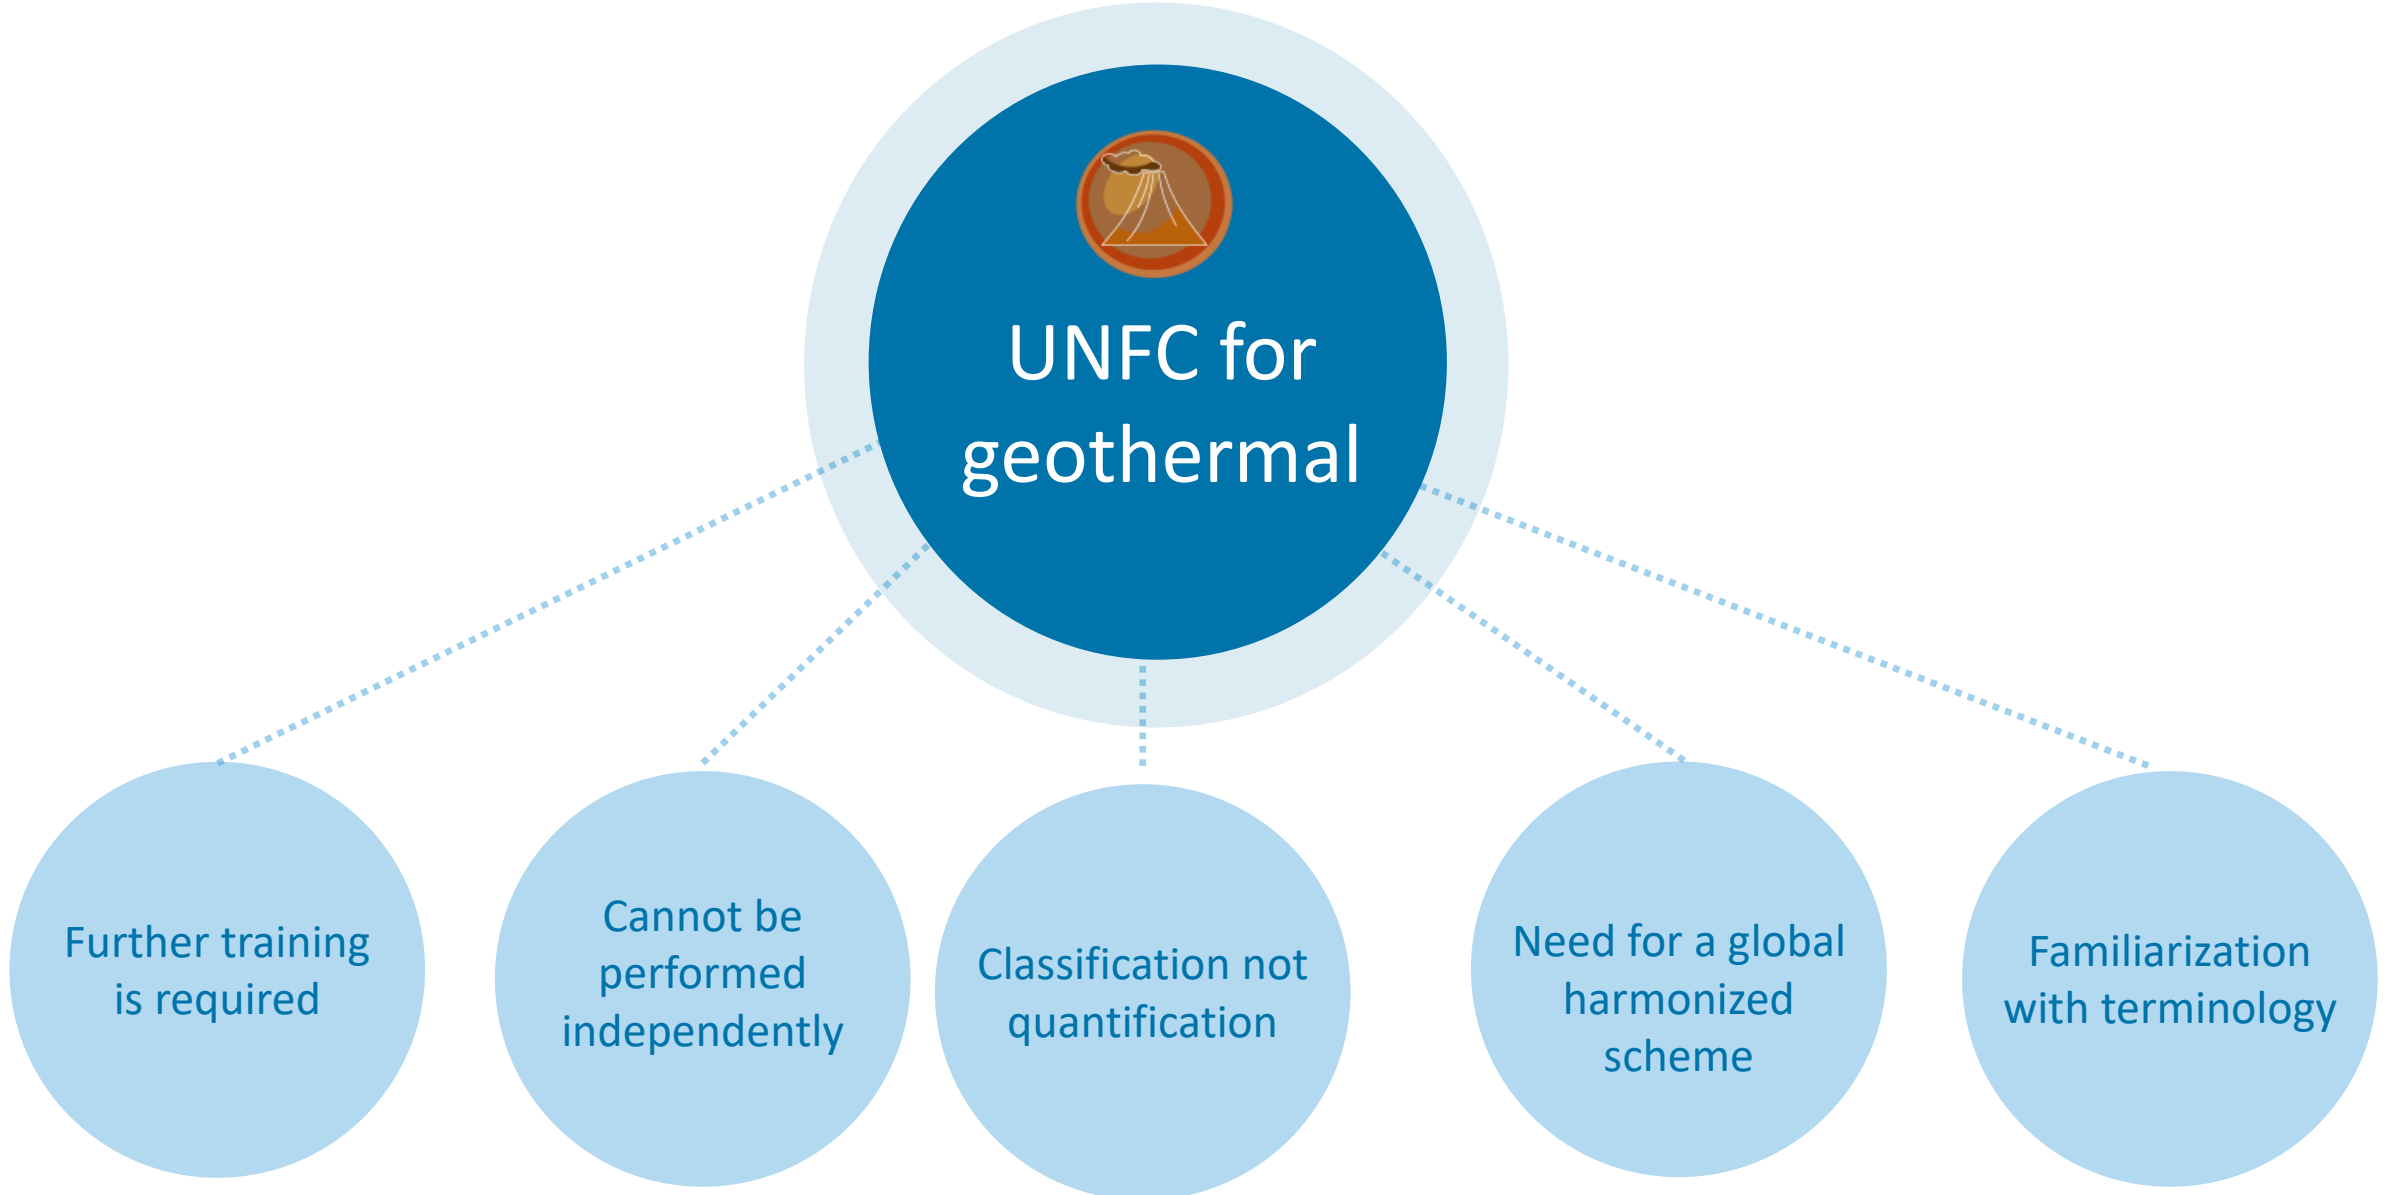 UNFC for
geothermal
Further training
is required
Cannot be
performed
independently
Classification not
quantification
Need for a global
harmonized
scheme
Familiarization
with terminology